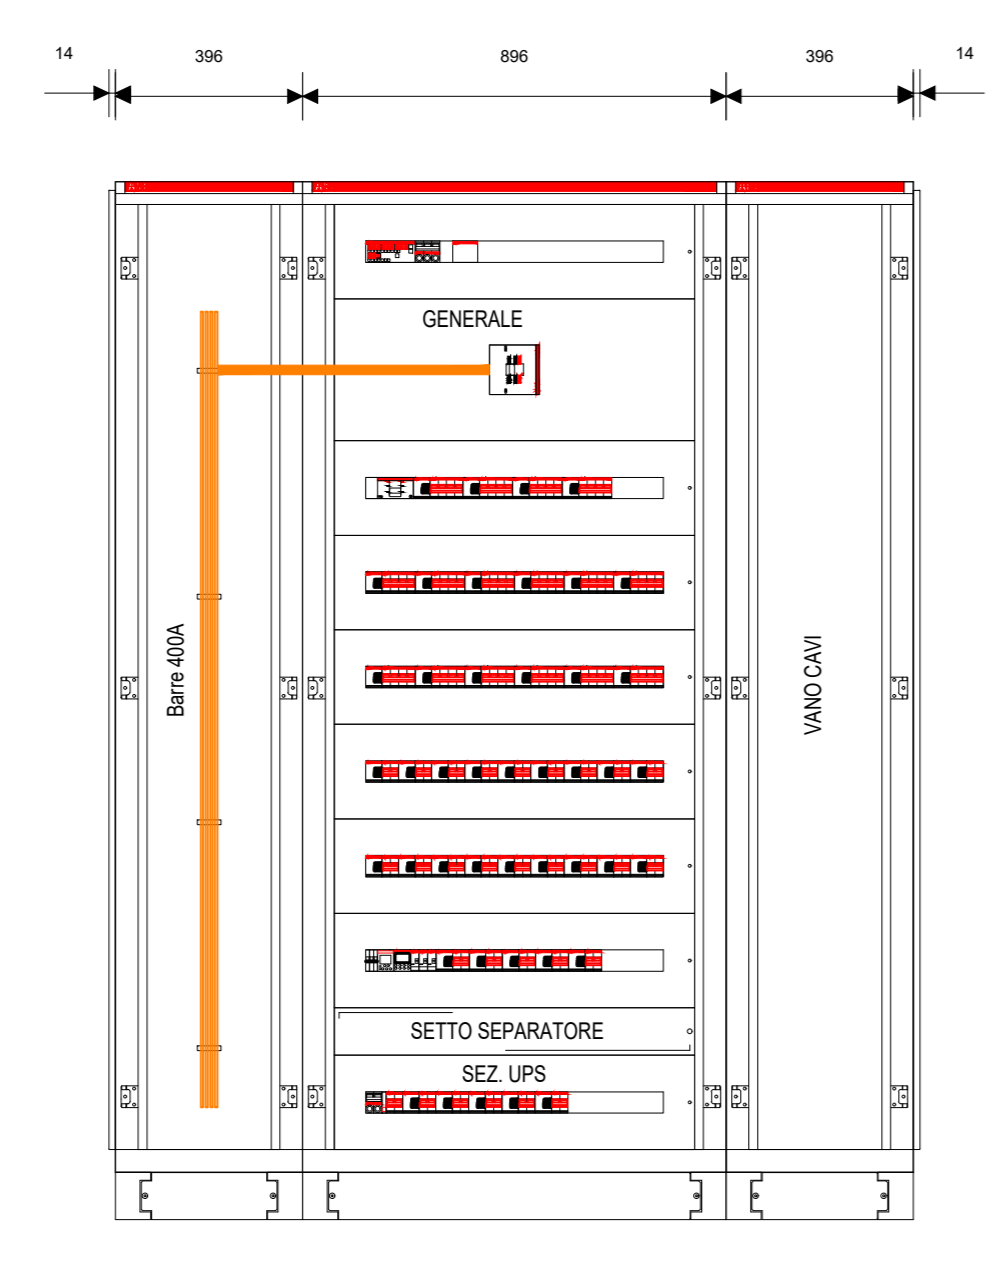 14
396
896
396
14
GENERALE
Barre 400A
VANO CAVI
SETTO SEPARATORE
SEZ. UPS